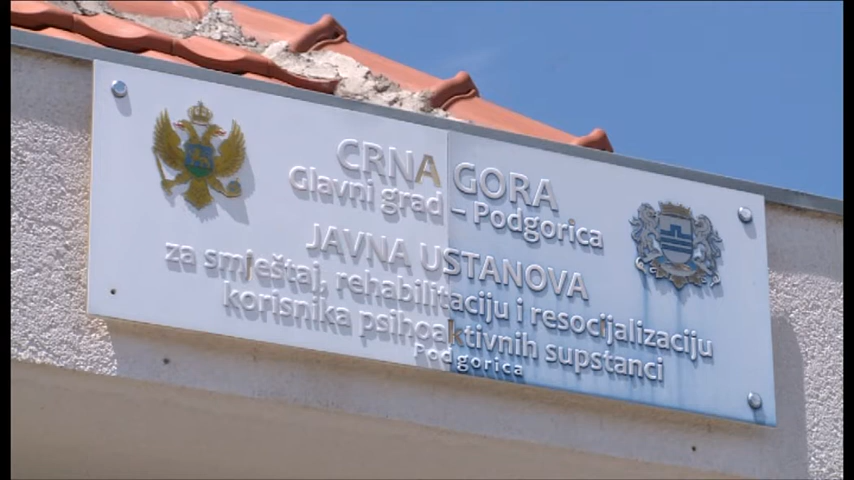 CRNA GORA
Glavni grad – Podgorica
JAVNA USTANOVA
za smještaj, rehabilitaciju i resocijalizaciju
korisnika psihoaktivnih supstanci
Podgorica